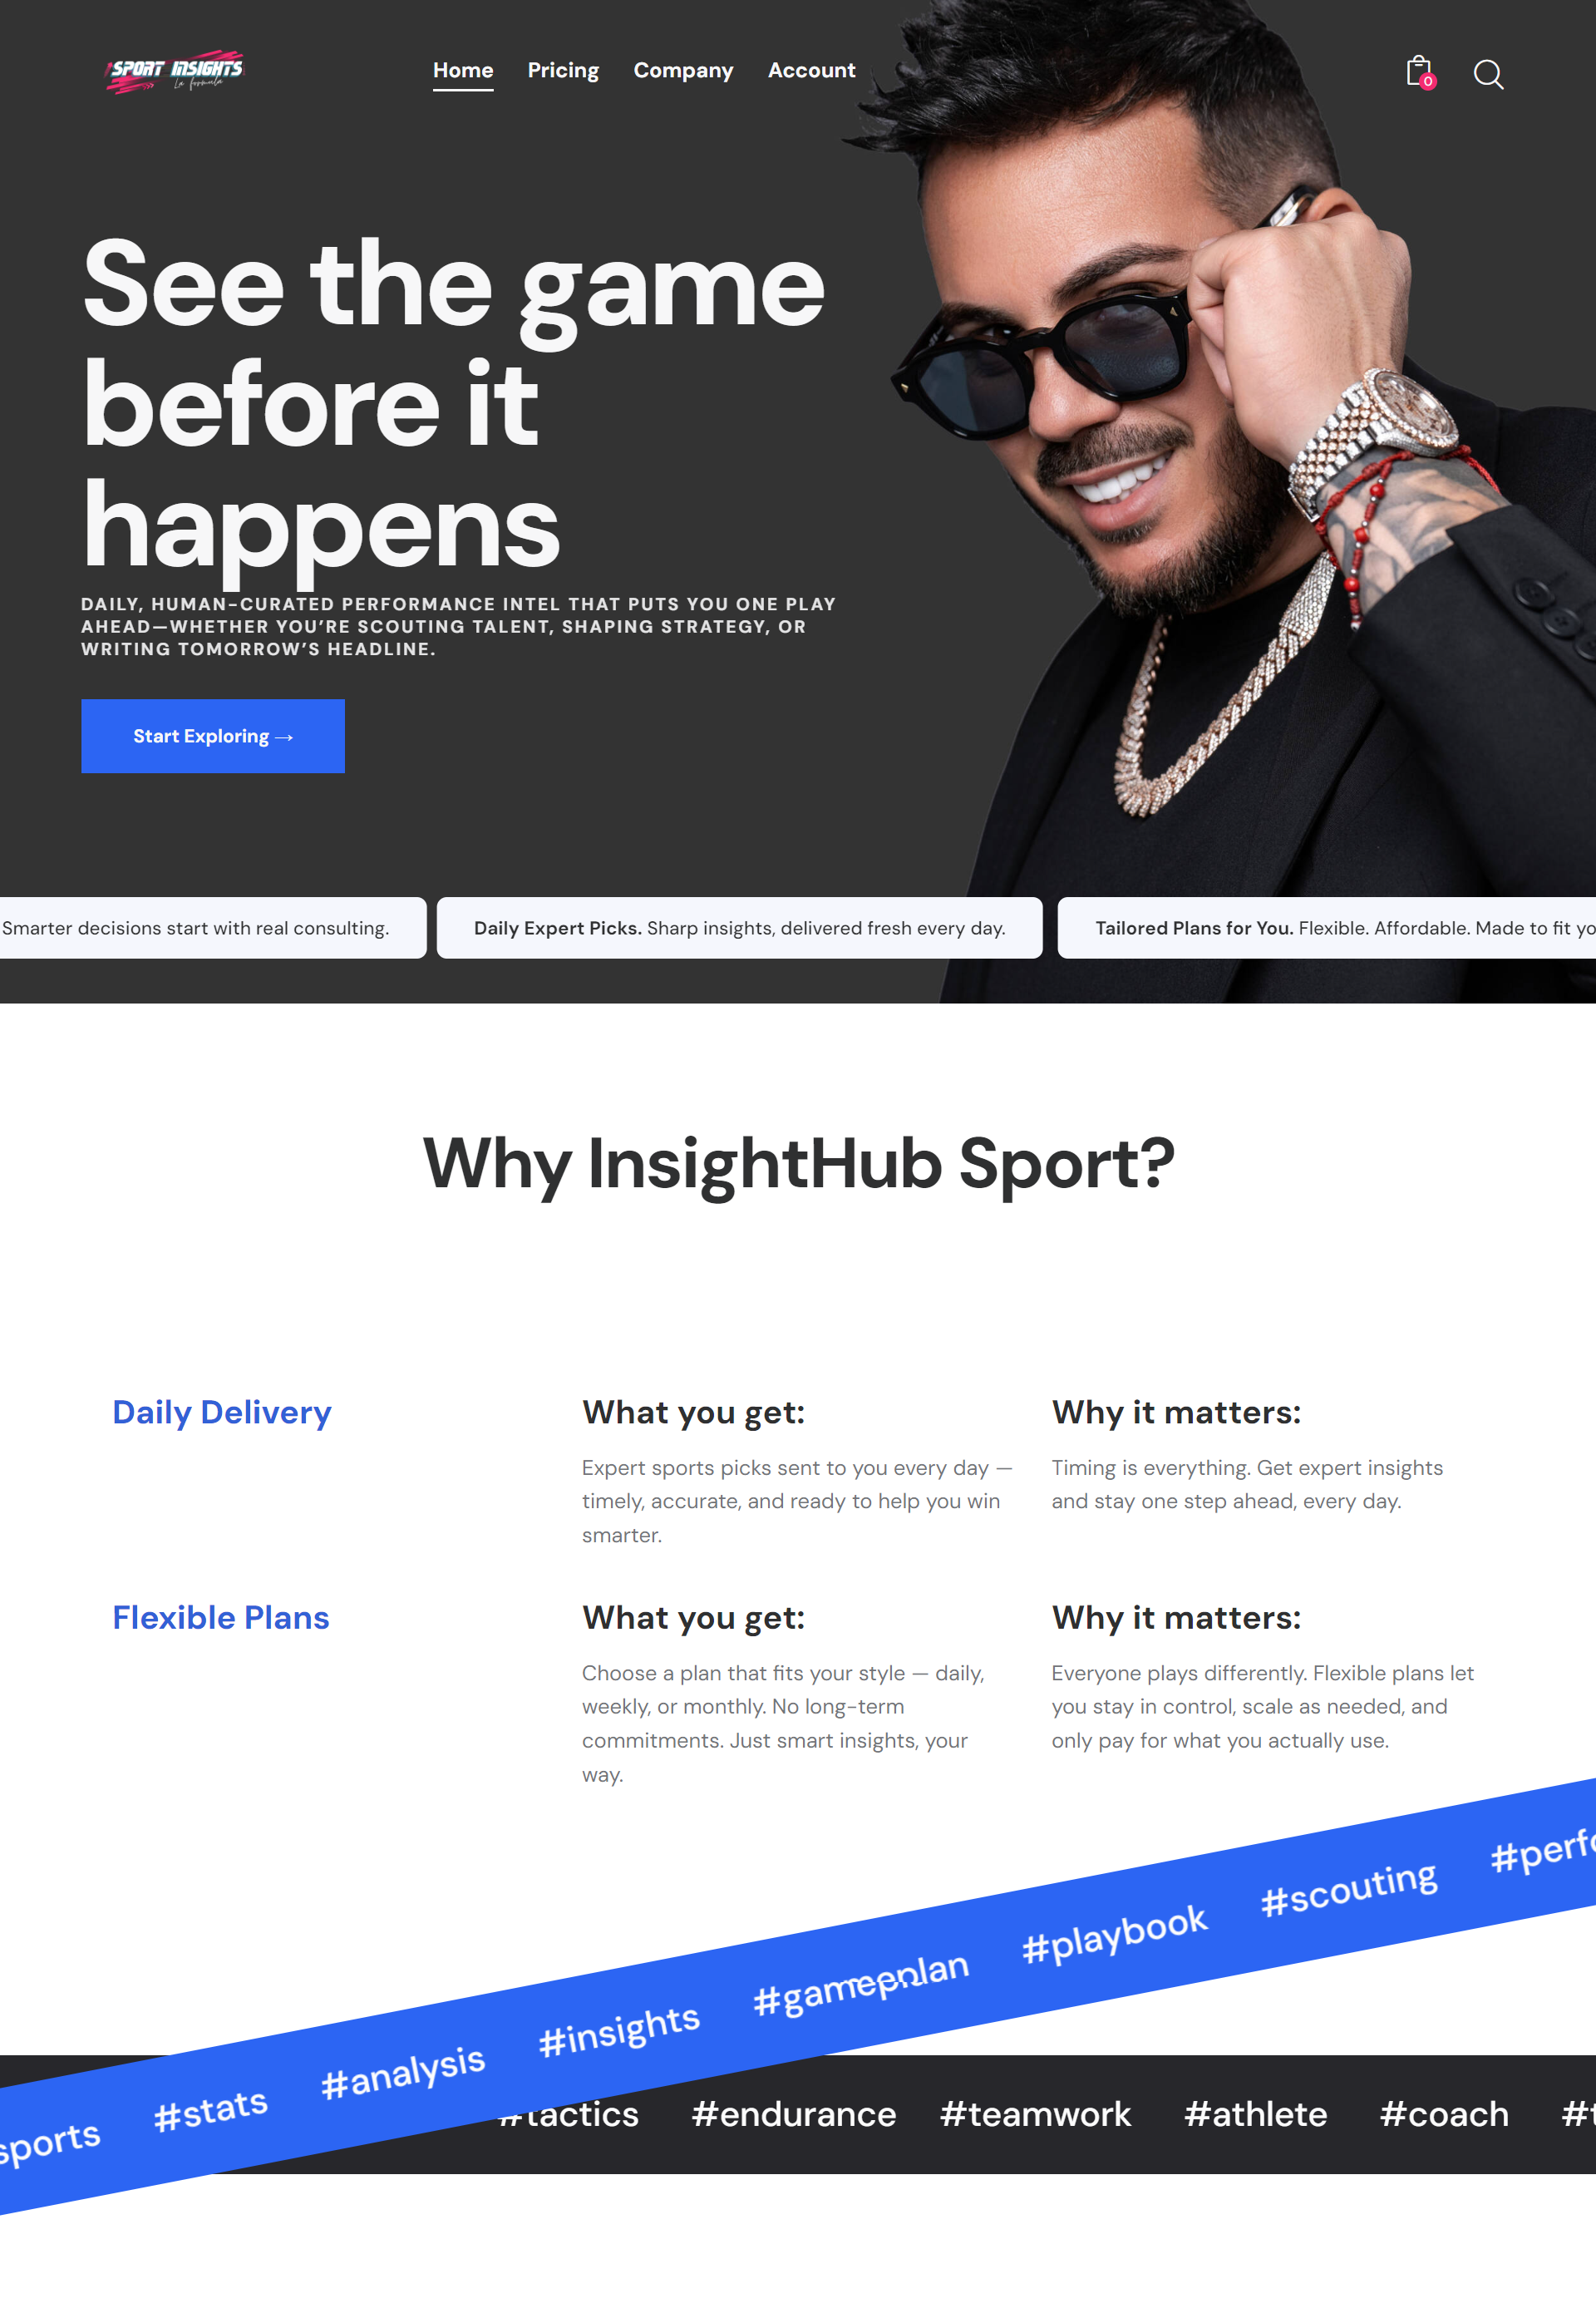 SPORT INSIGHTS
La formula
Home Pricing Company Account
0
See the game
before it
happens
DAILY, HUMAN-CURATED PERFORMANCE INTEL THAT PUTS YOU ONE PLAY
AHEAD—WHETHER YOU’RE SCOUTING TALENT, SHAPING STRATEGY, OR
WRITING TOMORROW’S HEADLINE.
Start Exploring →
Smarter decisions start with real consulting.
Daily Expert Picks. Sharp insights, delivered fresh every day.
Tailored Plans for You. Flexible. Affordable. Made to fit yo
Why InsightHub Sport?
Daily Delivery
What you get:
Expert sports picks sent to you every day —
timely, accurate, and ready to help you win
smarter.
Why it matters:
Timing is everything. Get expert insights
and stay one step ahead, every day.
Flexible Plans
What you get:
Choose a plan that fits your style — daily,
weekly, or monthly. No long-term
commitments. Just smart insights, your
way.
Why it matters:
Everyone plays differently. Flexible plans let
you stay in control, scale as needed, and
only pay for what you actually use.
sports #stats #analysis #insights #gameplan #playbook #scouting #perfo
#tactics #endurance #teamwork #athlete #coach #t